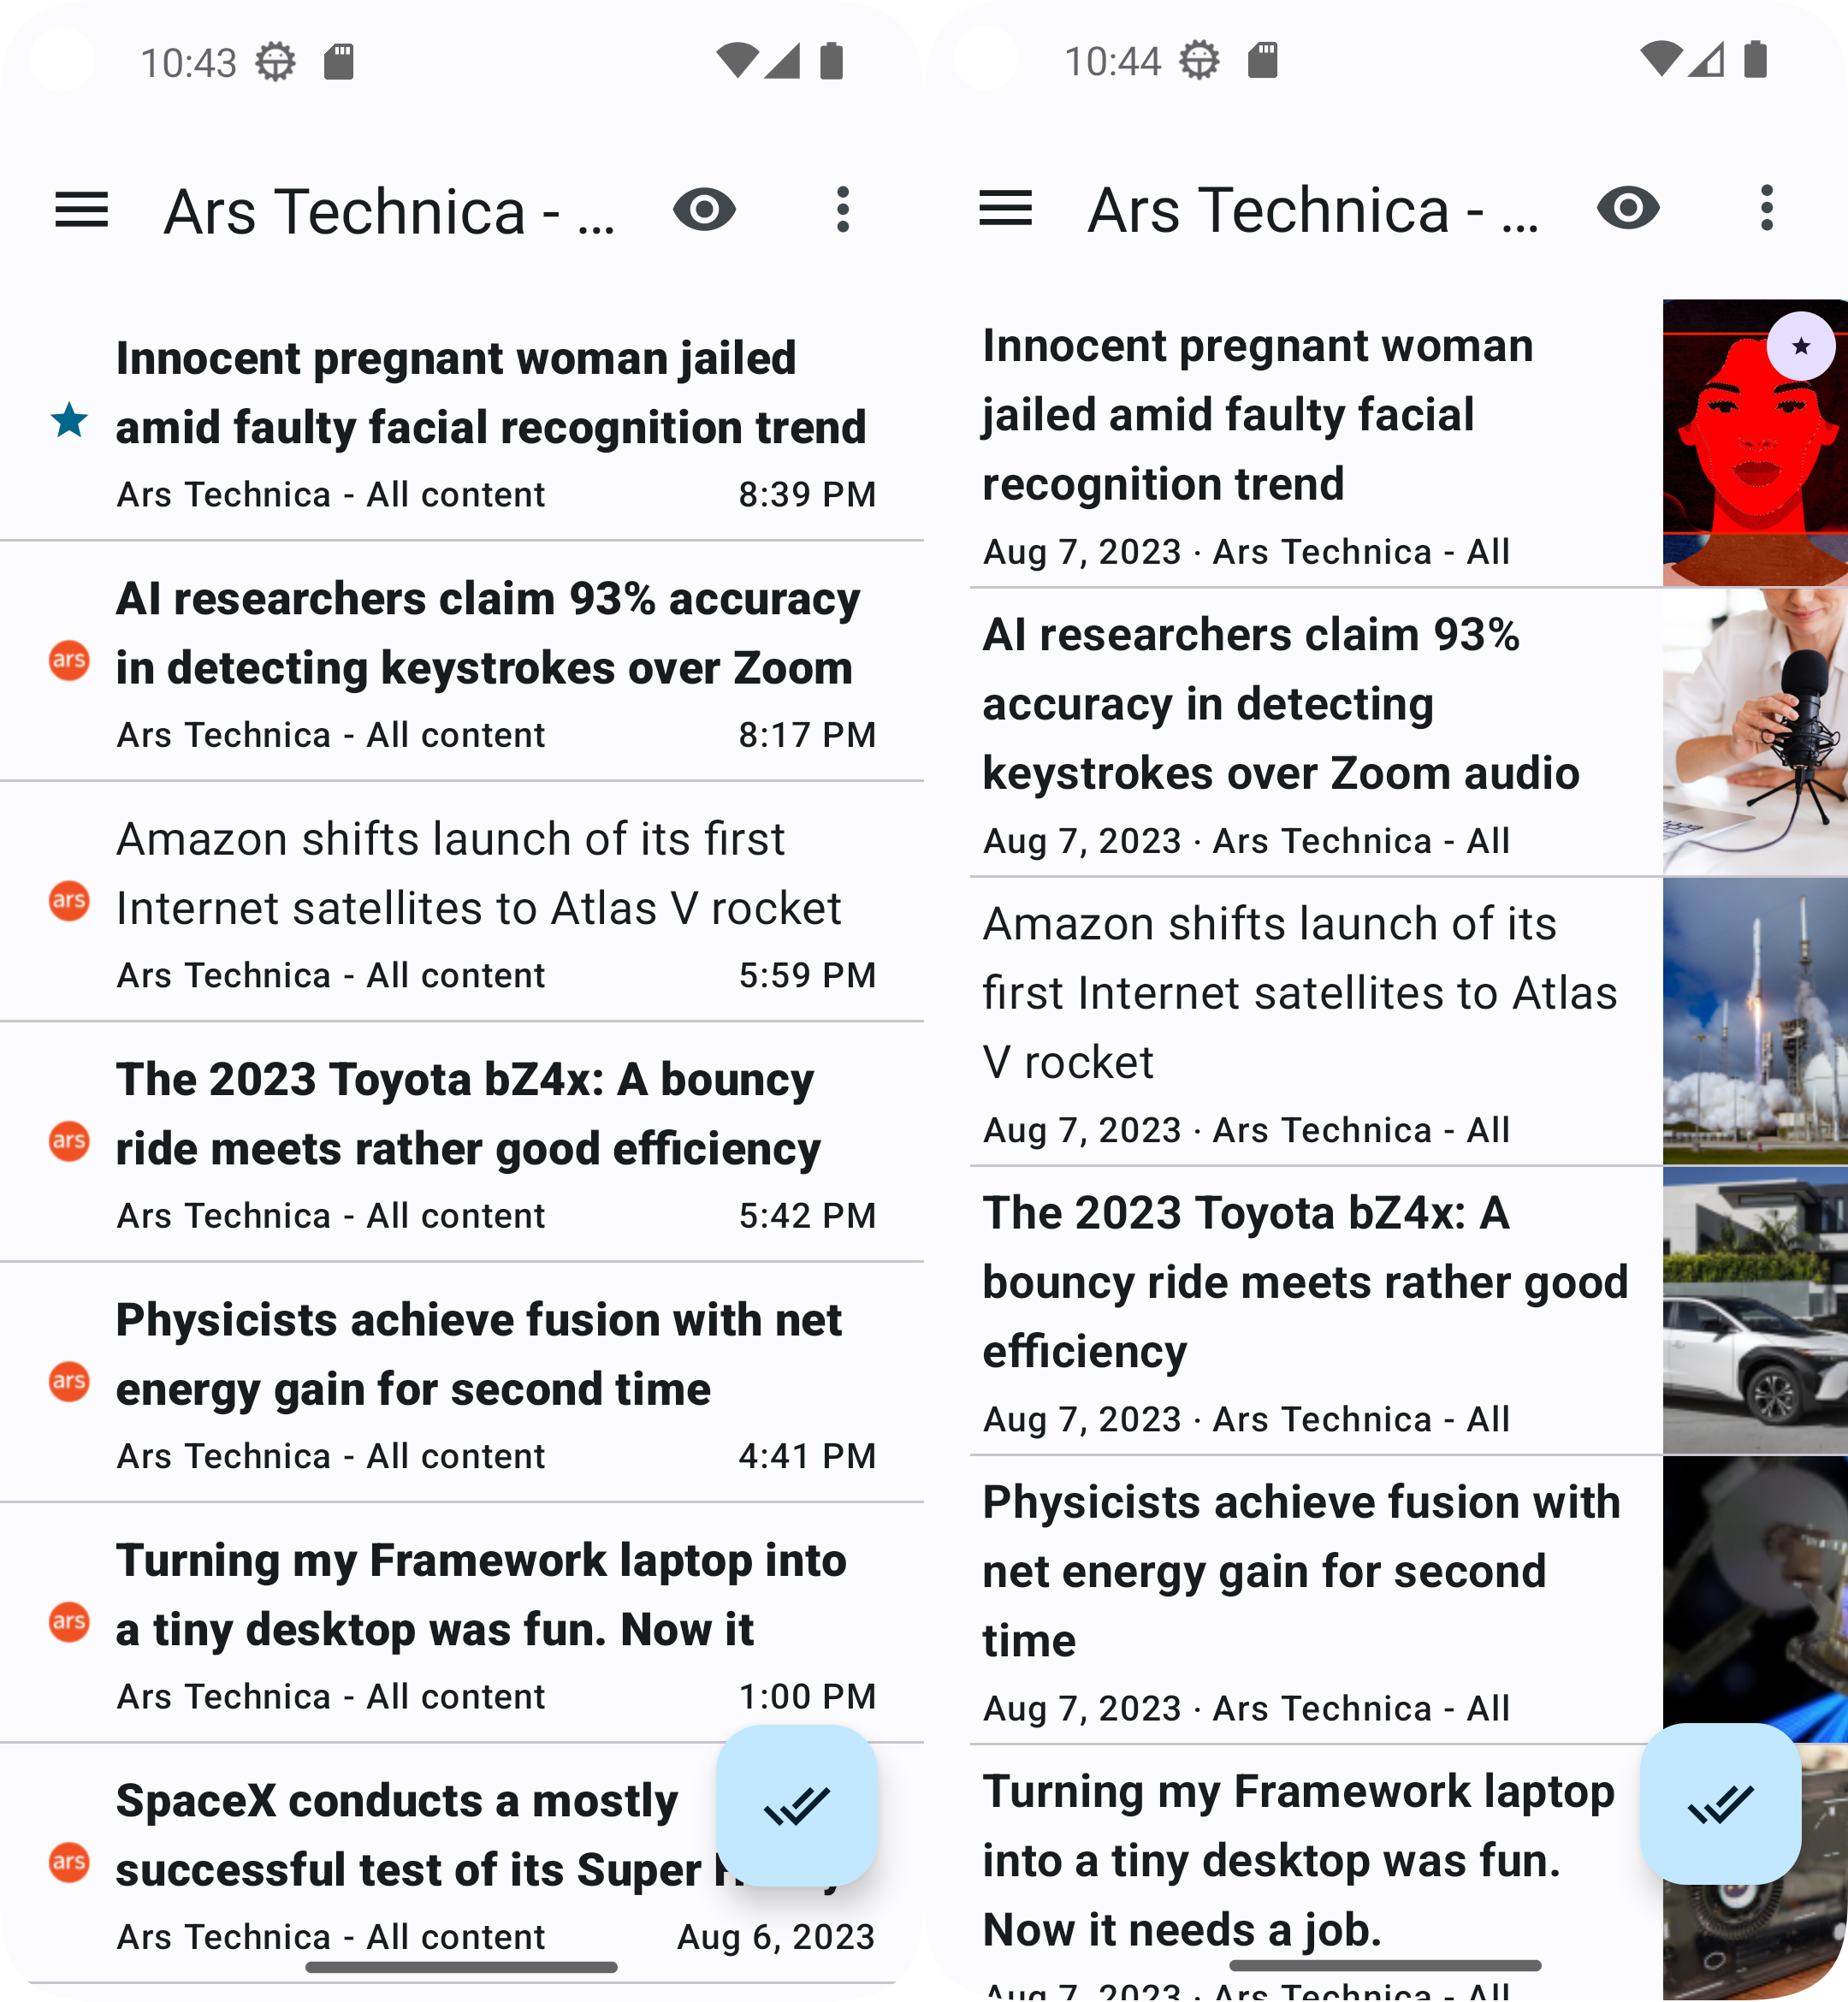 10:43
Ars Technica - ...
Innocent pregnant woman jailed
amid faulty facial recognition trend
Ars Technica - All content 8:39 PM
ars
AI researchers claim 93% accuracy
in detecting keystrokes over Zoom
Ars Technica - All content 8:17 PM
ars
Amazon shifts launch of its first
Internet satellites to Atlas V rocket
Ars Technica - All content 5:59 PM
ars
The 2023 Toyota bZ4x: A bouncy
ride meets rather good efficiency
Ars Technica - All content 5:42 PM
ars
Physicists achieve fusion with net
energy gain for second time
Ars Technica - All content 4:41 PM
ars
Turning my Framework laptop into
a tiny desktop was fun. Now it
Ars Technica - All content 1:00 PM
ars
SpaceX conducts a mostly
successful test of its Super
Ars Technica - All content Aug 6, 2023
10:44
Ars Technica - ...
Innocent pregnant woman
jailed amid faulty facial
recognition trend
Aug 7, 2023 · Ars Technica - All
AI researchers claim 93%
accuracy in detecting
keystrokes over Zoom audio
Aug 7, 2023 · Ars Technica - All
Amazon shifts launch of its
first Internet satellites to Atlas
V rocket
Aug 7, 2023 · Ars Technica - All
The 2023 Toyota bZ4x: A
bouncy ride meets rather good
efficiency
Aug 7, 2023 · Ars Technica - All
Physicists achieve fusion with
net energy gain for second
time
Aug 7, 2023 · Ars Technica - All
Turning my Framework laptop
into a tiny desktop was fun.
Now it needs a job.
Aug 7, 2023 · Ars Technica - All